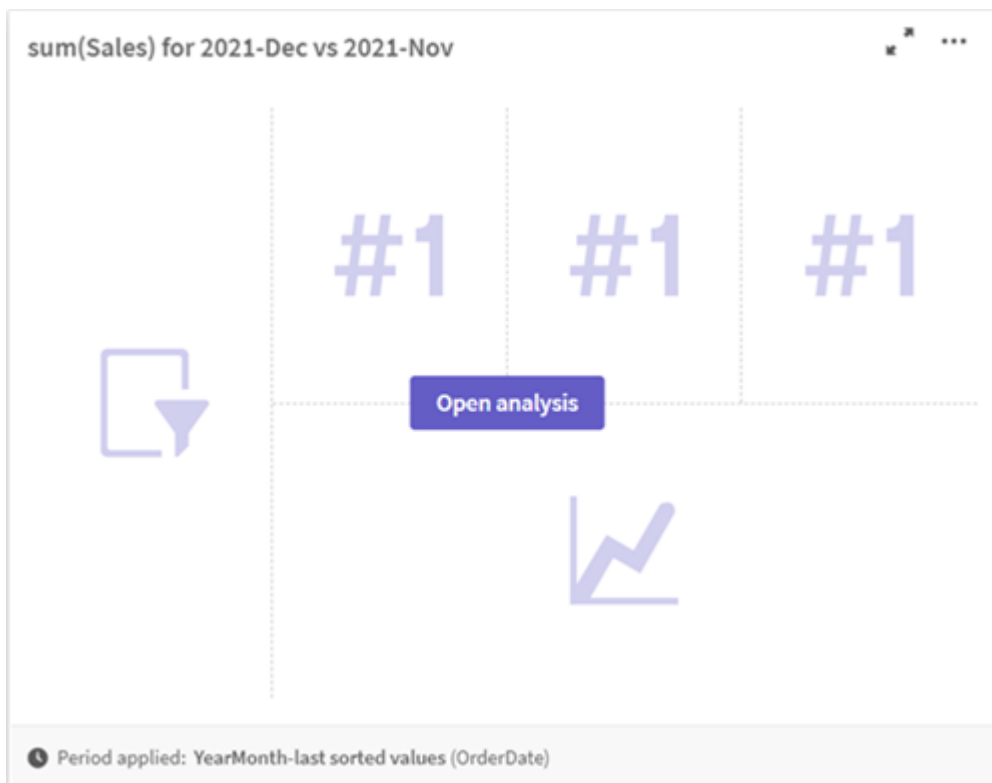 sum(Sales) for 2021-Dec vs 2021-Nov
#1 #1 #1
Open analysis
Period applied: YearMonth-last sorted values (OrderDate)